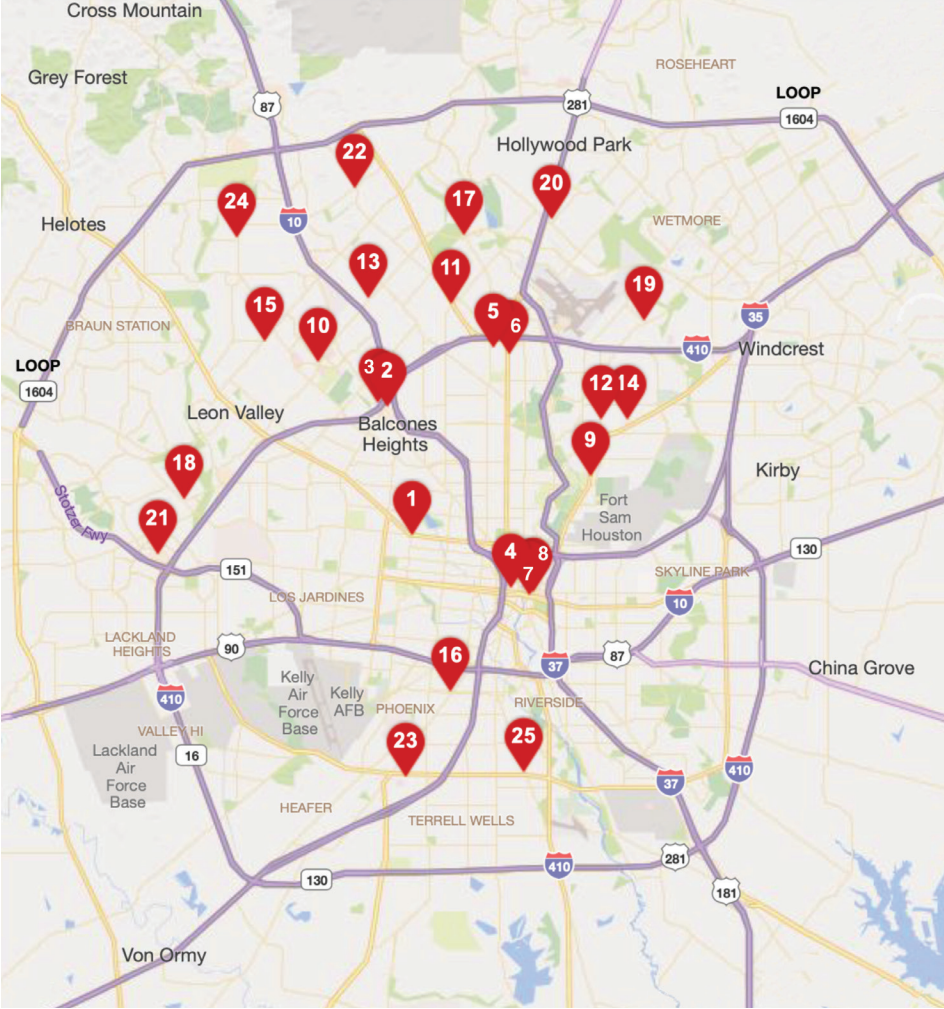 Cross Mountain
ROSEHEART
Grey Forest
LOOP
87
281
1604
Hollywood Park
22
24
17
20
Helotes
10
WETMORE
13
11
19
15
5
6
35
BRAUN STATION
10
410
Windcrest
LOOP
3
2
1604
12
14
Leon Valley
Balcones
Heights
9
18
Kirby
1
Fort
Sam
Houston
Stotzer Fwy
21
4
8
7
130
151
SKYLINE PARK
LOS JARDINES
10
LACKLAND
HEIGHTS
90
16
87
37
China Grove
410
Kelly
Air
Force
Base
Kelly
AFB
PHOENIX
RIVERSIDE
VALLEY HI
23
25
16
Lackland
Air
Force
Base
410
37
HEAFER
TERRELL WELLS
281
410
130
181
Von Ormy